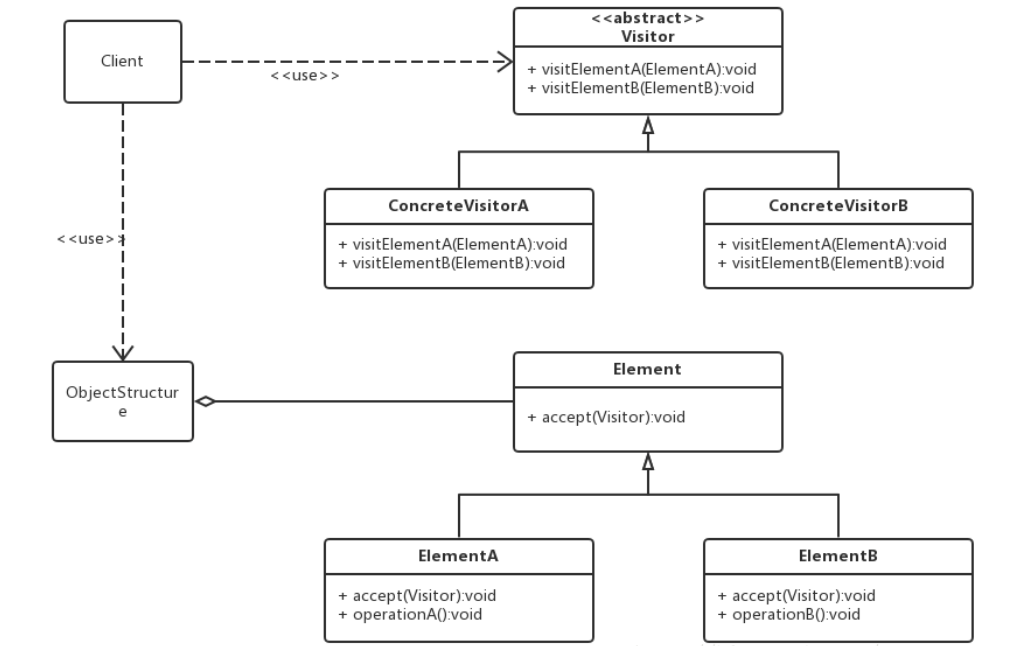 Client
<<use>>
<<abstract>>
Visitor
+ visitElementA(ElementA):void
+ visitElementB(ElementB):void
ConcreteVisitorA
+ visitElementA(ElementA):void
+ visitElementB(ElementB):void
ConcreteVisitorB
+ visitElementA(ElementA):void
+ visitElementB(ElementB):void
<<use>>
ObjectStructur
e
Element
+ accept(Visitor):void
ElementA
+ accept(Visitor):void
+ operationA():void
ElementB
+ accept(Visitor):void
+ operationB():void